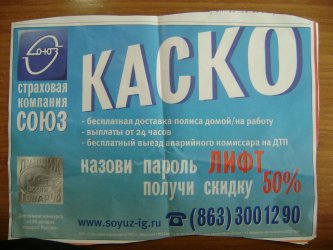 СОЮЗ
КАСКО
СТРАХОВАЯ
КОМПАНИЯ
СОЮЗ
- бесплатная доставка полиса домой/на работу
- выплаты от 24 часов
- бесплатный выезд аварийного комиссара на ДТП
назови пароль ЛИФТ
получи скидку 50%
www.soyuz-ig.ru
(863) 300 12 90